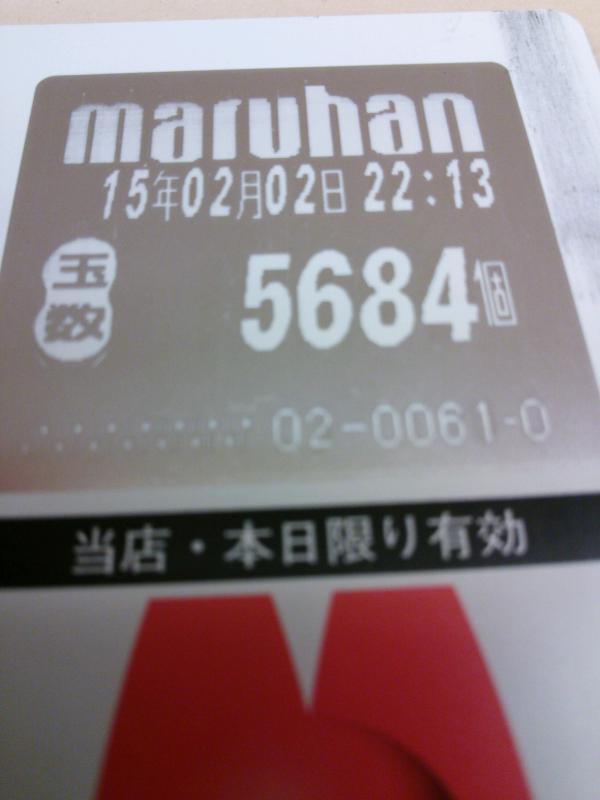 maruhan
15年02月02日 22:13
玉数 5684個
02-0061-0
当店・本日限り有効